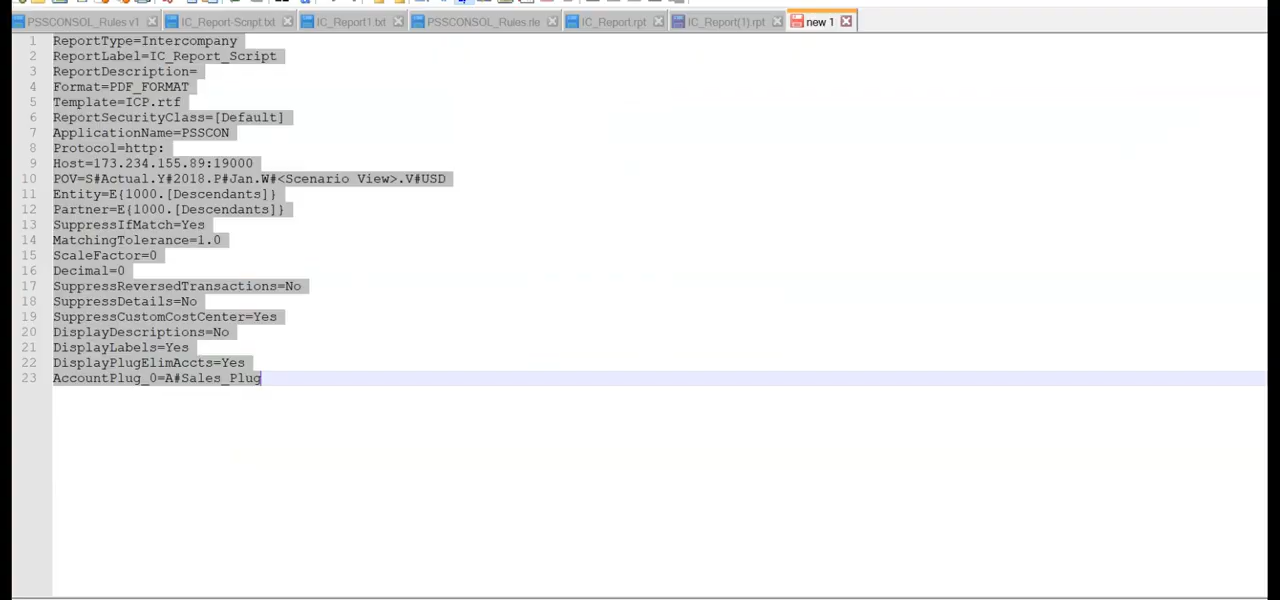 PSSCONSOL_Rules v1 IC_Report-Script.txt IC_Report1.txt PSSCONSOL_Rules.rle IC_Report.rpt IC_Report(1).rpt new 1
1 ReportType=Intercompany
2 ReportLabel=IC_Report_Script
3 ReportDescription=
4 Format=PDF_FORMAT
5 Template=ICP.rtf
6 ReportSecurityClass=[Default]
7 ApplicationName=PSSCON
8 Protocol=http:
9 Host=173.234.155.89:19000
10 POV=S#Actual.Y#2018.P#Jan.W#<Scenario View>.V#USD
11 Entity=E{1000.[Descendants]}
12 Partner=E{1000.[Descendants]}
13 SuppressIfMatch=Yes
14 MatchingTolerance=1.0
15 ScaleFactor=0
16 Decimal=0
17 SuppressReversedTransactions=No
18 SuppressDetails=No
19 SuppressCustomCostCenter=Yes
20 DisplayDescriptions=No
21 DisplayLabels=Yes
22 DisplayPlugElimAccts=Yes
23 AccountPlug_0=A#Sales_Plug